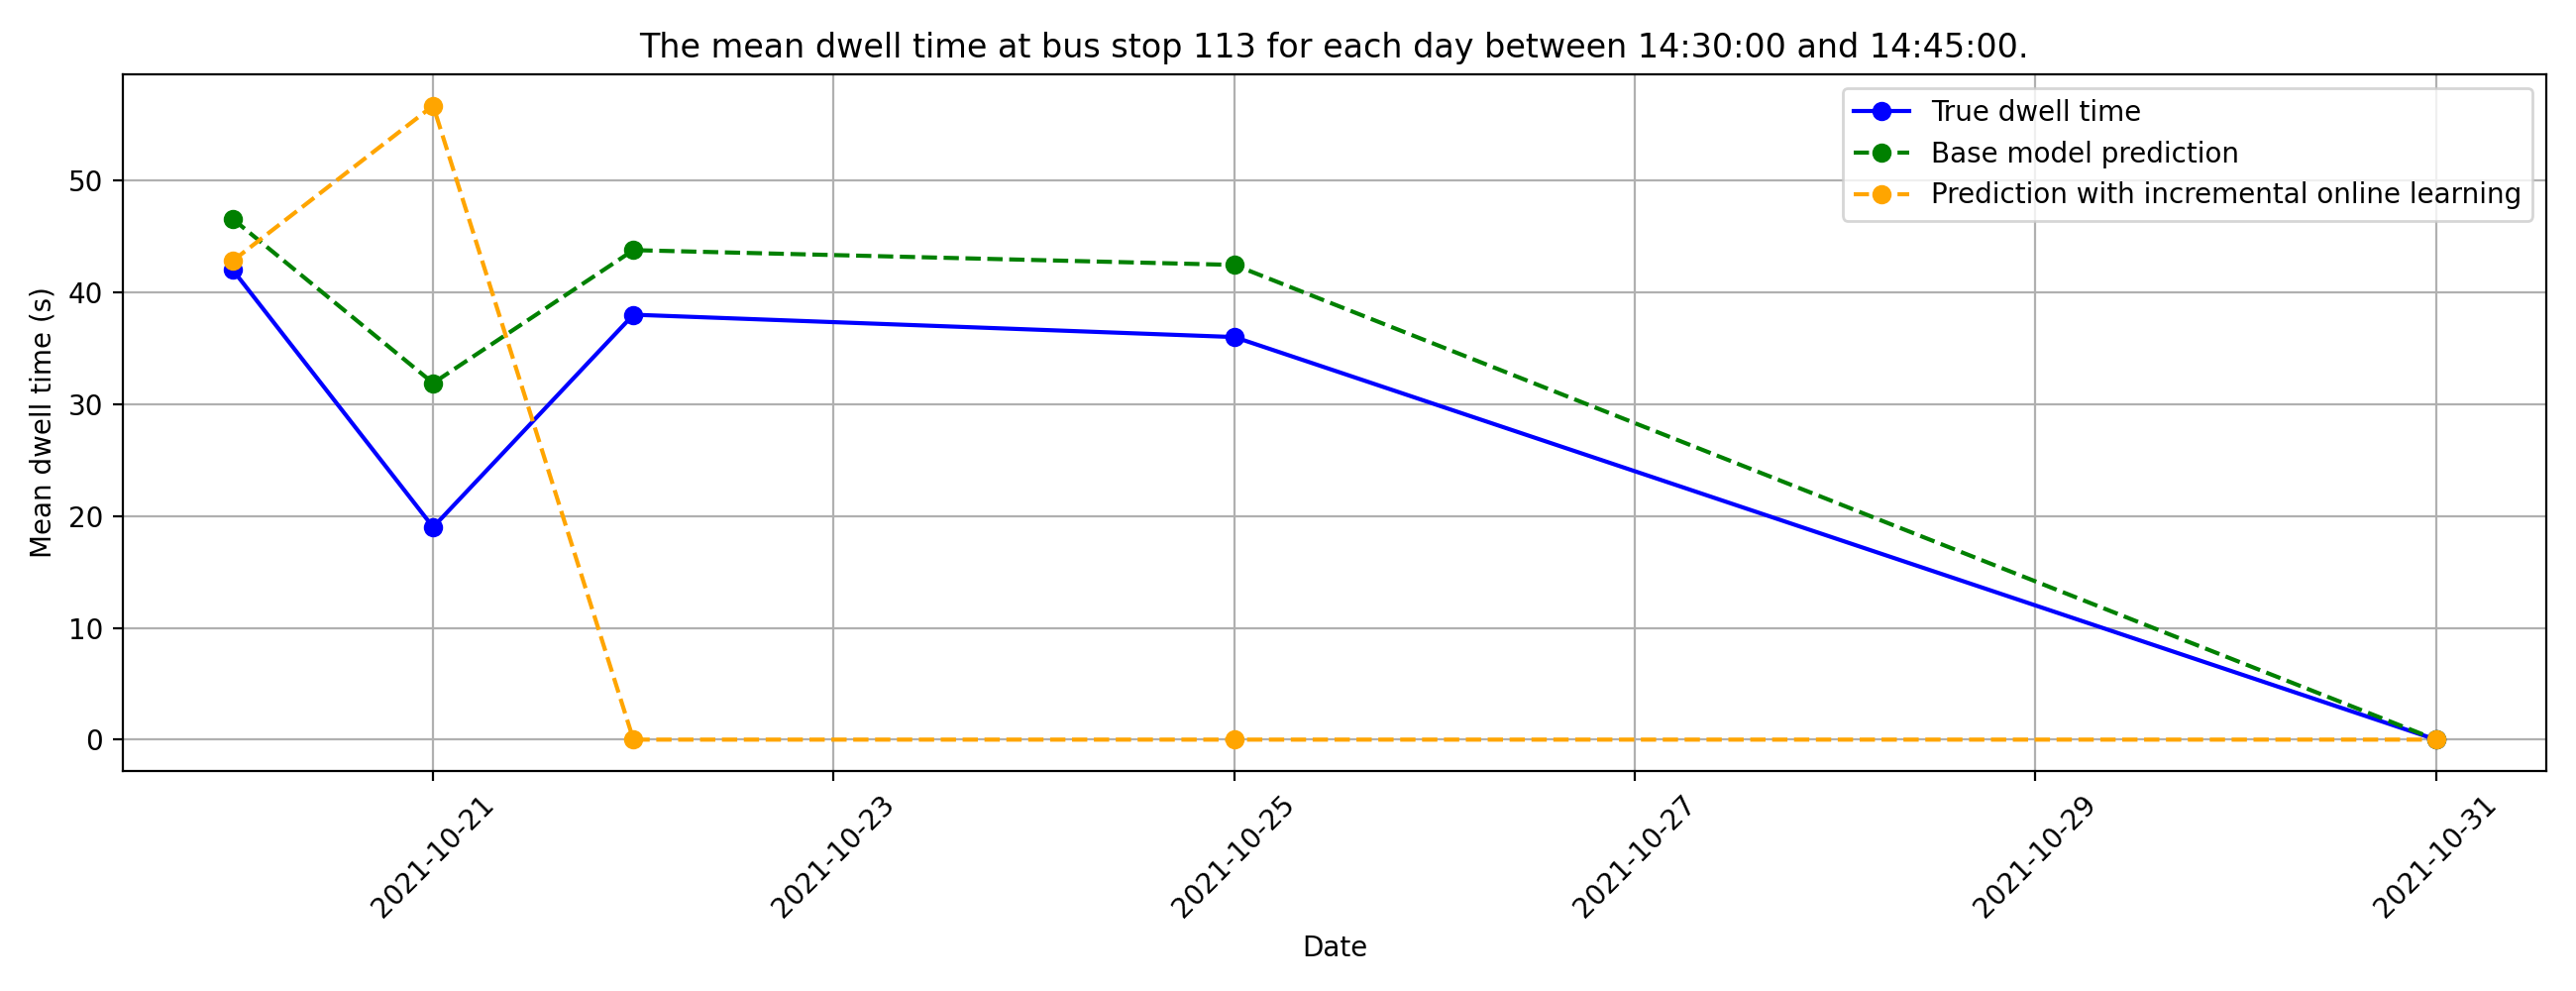 The mean dwell time at bus stop 113 for each day between 14:30:00 and 14:45:00.
True dwell time
Base model prediction
Prediction with incremental online learning
Mean dwell time (s)
50
40
30
20
10
0
2021-10-21
2021-10-23
2021-10-25
2021-10-27
2021-10-29
2021-10-31
Date